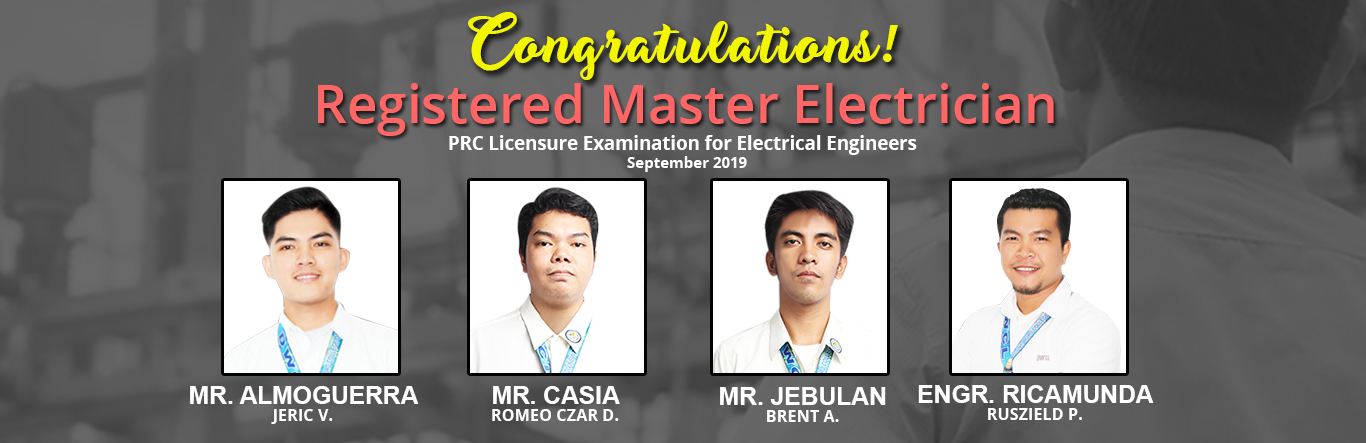 Congratulations!
Registered Master Electrician
PRC Licensure Examination for Electrical Engineers
September 2019
MR. ALMOGUERRA
JERIC V.
MR. CASIA
ROMEO CZAR D.
MR. JEBULAN
BRENT A.
ENGR. RICAMUNDA
RUSZIELD P.